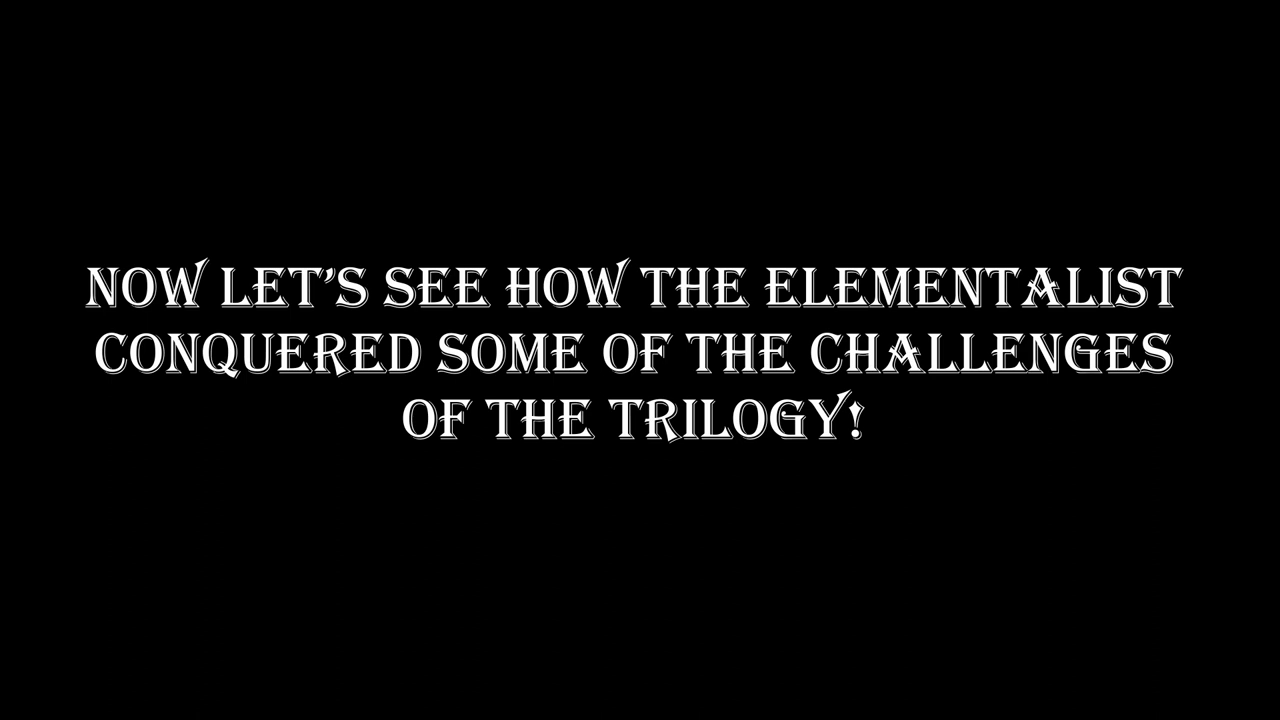 NOW LET'S SEE HOW THE ELEMENTALIST
CONQUERED SOME OF THE CHALLENGES
OF THE TRILOGY!